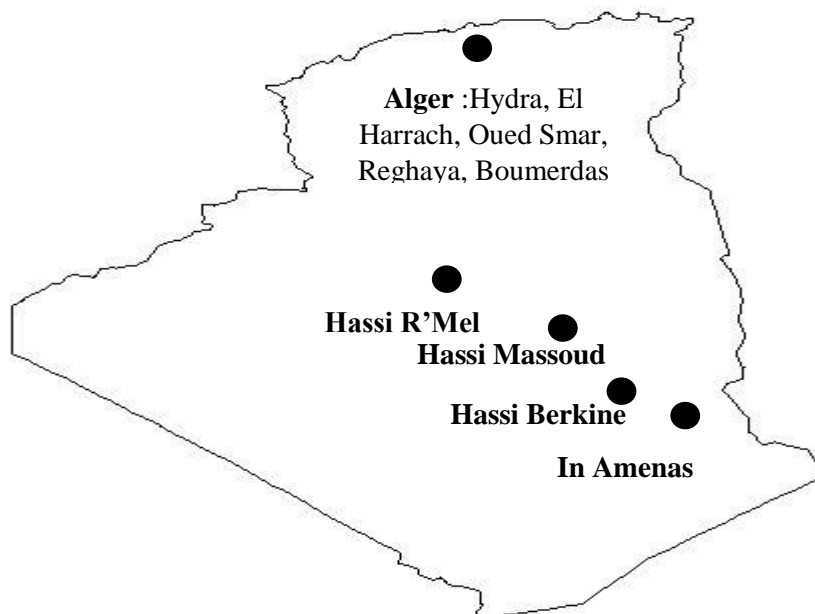 Alger :Hydra, El
Harrach, Oued Smar,
Reghaya, Boumerdas
Hassi R’Mel
Hassi Massoud
Hassi Berkine
In Amenas